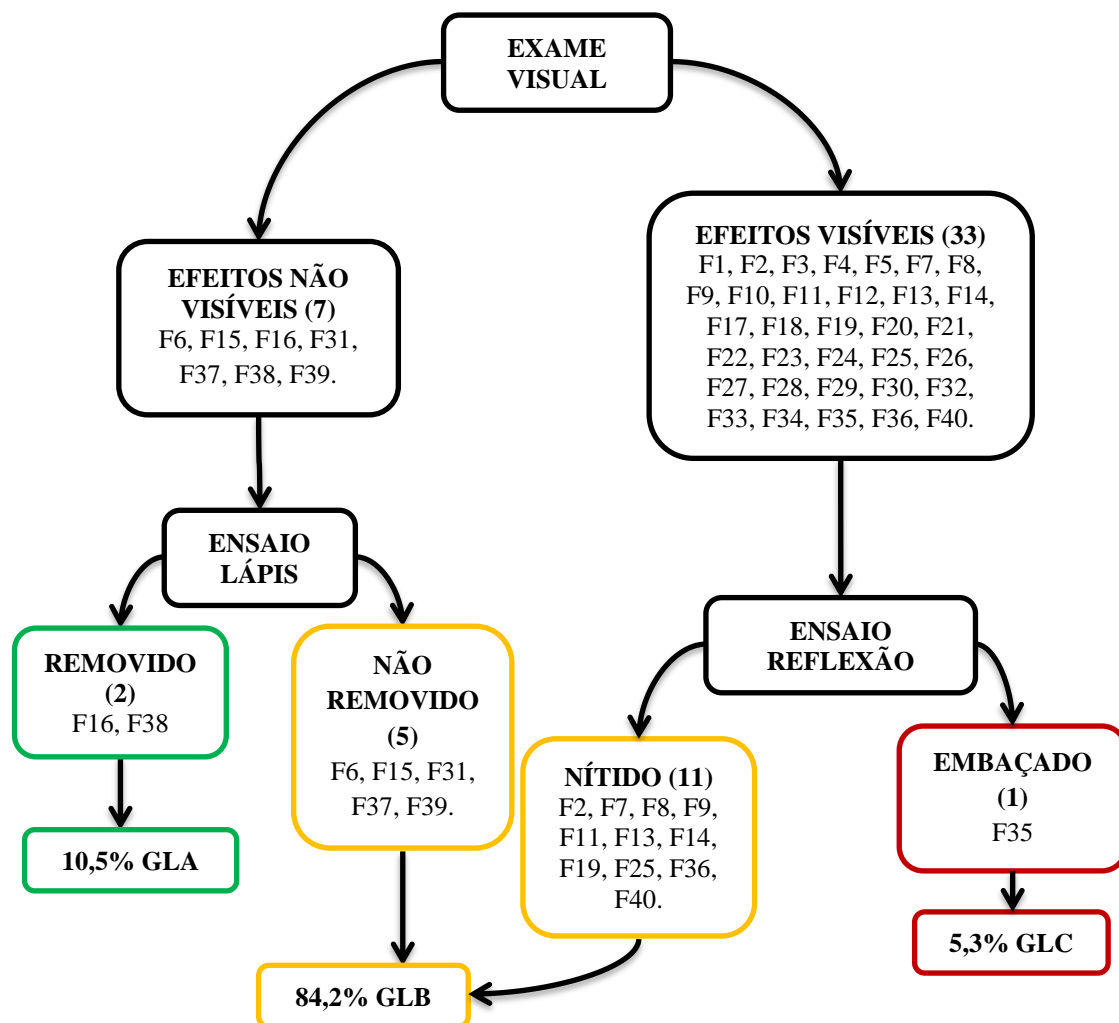 EXAME
VISUAL
EFEITOS NÃO
VISÍVEIS (7)
F6, F15, F16, F31,
F37, F38, F39.
EFEITOS VISÍVEIS (33)
F1, F2, F3, F4, F5, F7, F8,
F9, F10, F11, F12, F13, F14,
F17, F18, F19, F20, F21,
F22, F23, F24, F25, F26,
F27, F28, F29, F30, F32,
F33, F34, F35, F36, F40.
ENSAIO
LÁPIS
ENSAIO
REFLEXÃO
REMOVIDO
(2)
F16, F38
NÃO
REMOVIDO
(5)
F6, F15, F31,
F37, F39.
NÍTIDO (11)
F2, F7, F8, F9,
F11, F13, F14,
F19, F25, F36,
F40.
EMBAÇADO
(1)
F35
10,5% GLA
84,2% GLB
5,3% GLC